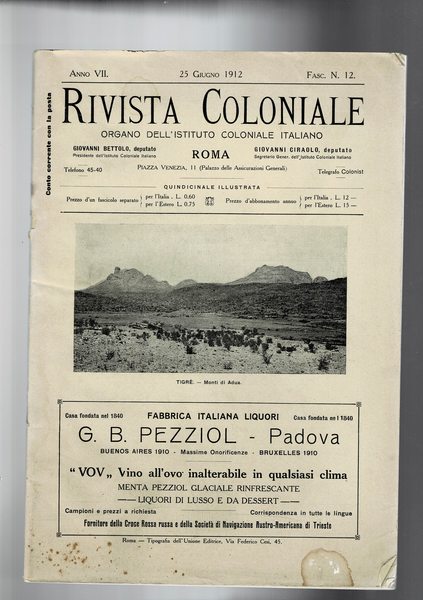 Anno VII. 25 Giugno 1912 Fasc. N. 12.
Conto corrente con la posta
RIVISTA COLONIALE
ORGANO DELL'ISTITUTO COLONIALE ITALIANO
GIOVANNI BETTOLO, deputato
Presidente dell'Istituto Coloniale Italiano
ROMA
GIOVANNI CIRAOLO, deputato
Segretario Gener. dell'Istituto Coloniale Italiano
Telefono 45-40 Piazza Venezia, 11 (Palazzo delle Assicurazioni Generali) Telegrafo Colonist
QUINDICINALE ILLUSTRATA
Prezzo d'un fascicolo separato per l'Italia L. 0,60
per l'Estero L. 0,75
Prezzo d'abbonamento annuo per l'Italia . L. 12 —
per l'Estero L. 15 —
TIGRÈ. — Monti di Adua.
Casa fondata nel 1840 FABBRICA ITALIANA LIQUORI Casa fondata ne l 1840
G. B. PEZZIOL - Padova
BUENOS AIRES 1910 - Massime Onorificenze - BRUXELLES 1910
“VOV„ Vino all'ovo inalterabile in qualsiasi clima
MENTA PEZZIOL GLACIALE RINFRESCANTE
LIQUORI DI LUSSO E DA DESSERT
Campioni e prezzi a richiesta Corrispondenza in tutte le lingue
Fornitore della Croce Rossa russa e della Società di Navigazione Austro-Americana di Trieste
Roma — Tipografia dell'Unione Editrice, Via Federico Cesi, 45.